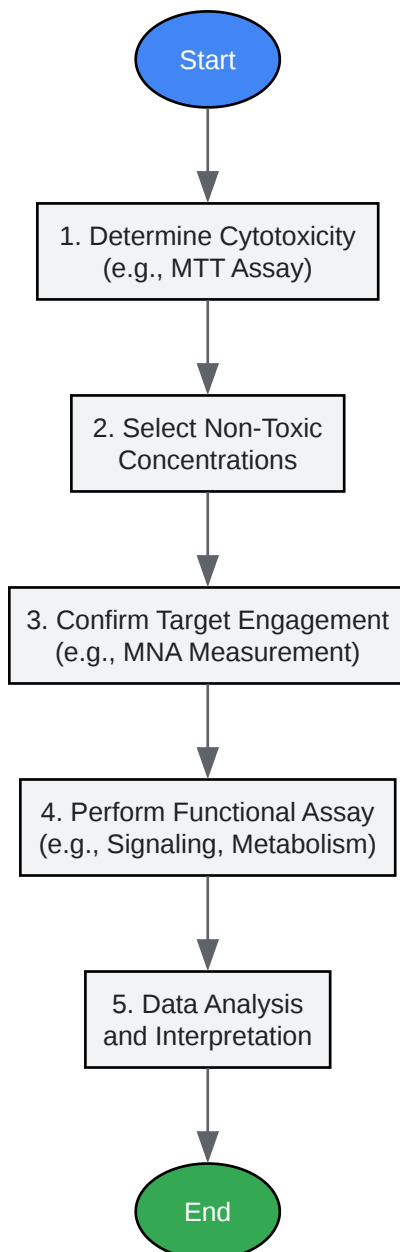 Start
1. Determine Cytotoxicity
(e.g., MTT Assay)
2. Select Non-Toxic
Concentrations
3. Confirm Target Engagement
(e.g., MNA Measurement)
4. Perform Functional Assay
(e.g., Signaling, Metabolism)
5. Data Analysis
and Interpretation
End